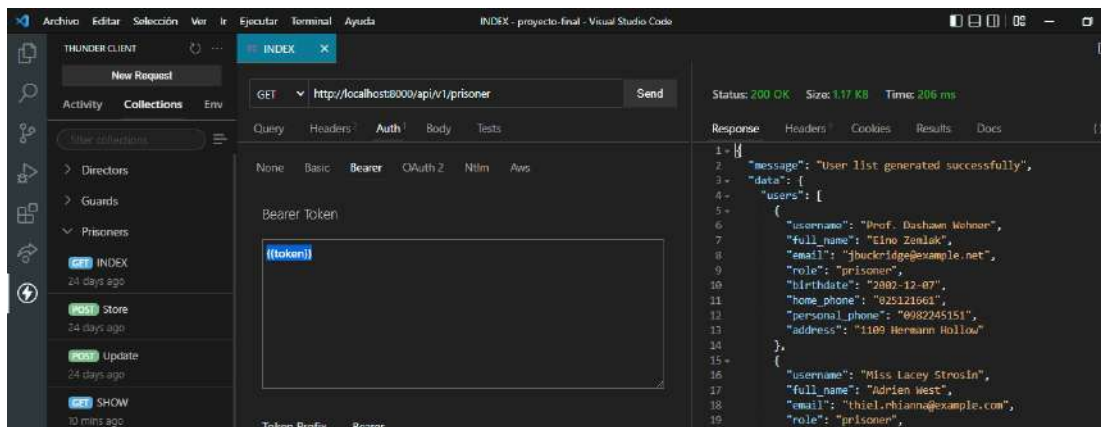 Archivo Editar Selección Ver Ir Ejecutar Terminal Ayuda
INDEX - proyecto-final - Visual Studio Code
THUNDER CLIENT
New Request
Activity Collections Env
filter collections
Directors
Guards
Prisoners
GET INDEX
24 days ago
POST Store
24 days ago
POST Update
24 days ago
GET SHOW
10 mins ago
INDEX
GET http://localhost:8000/api/v1/prisoner Send
Query Headers 2 Auth 1 Body Tests
None Basic Bearer OAuth 2 Ntlm Aws
Bearer Token
{{token}}
Token Prefix Bearer
Status: 200 OK Size: 1.17 KB Time: 206 ms
Response Headers Cookies Results Docs
1 {
2 "message": "User list generated successfully",
3 "data": {
4 "users": [
5 {
6 "username": "Prof. Dashawn Wehner",
7 "full_name": "Eino Zemlak",
8 "email": "jbuckridge@example.net",
9 "role": "prisoner",
10 "birthdate": "2002-12-07",
11 "home_phone": "025121661",
12 "personal_phone": "0982245151",
13 "address": "1109 Hermann Hollow"
14 },
15 {
16 "username": "Miss Lacey Strosin",
17 "full_name": "Adrien West",
18 "email": "thiel.rhianna@example.com",
19 "role": "prisoner",